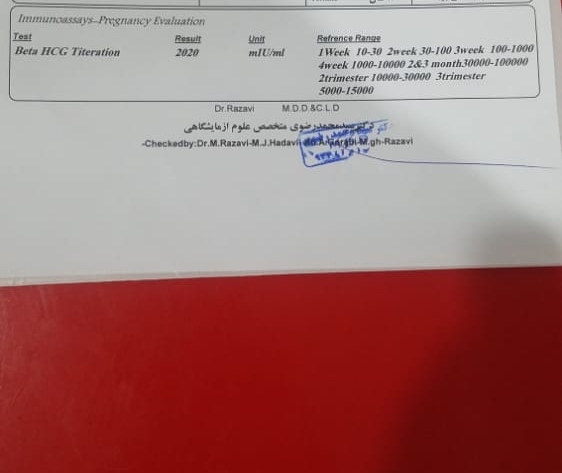 Immunoassays-Pregnancy Evaluation
Test Result Unit Refrence Range
Beta HCG Titeration 2020 mIU/ml 1Week 10-30 2week 30-100 3week 100-1000
4week 1000-10000 2&3 month30000-100000
2trimester 10000-30000 3trimester
5000-15000
Dr.Razavi M.D.D.&C.L.D
دکتر سیدمحمدرضوی متخصص علوم ازمایشگاهی
-Checkedby:Dr.M.Razavi-M.J.Hadavi- M.gh-Razavi